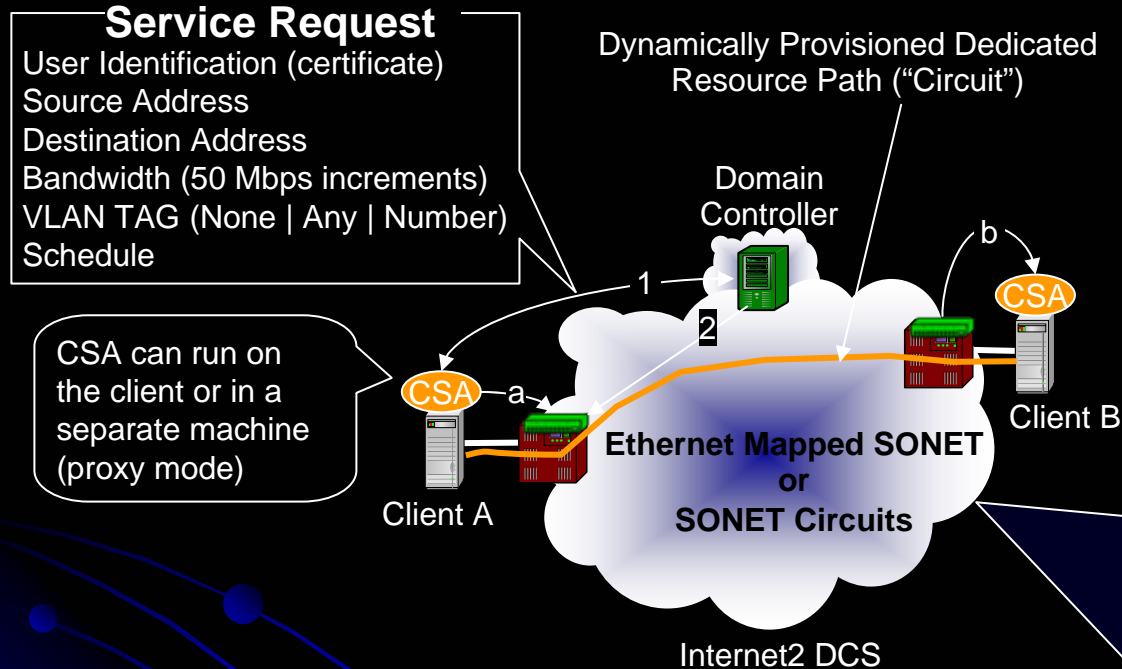 Service Request
User Identification (certificate)
Source Address
Destination Address
Bandwidth (50 Mbps increments)
VLAN TAG (None | Any | Number)
Schedule
Dynamically Provisioned Dedicated
Resource Path (“Circuit”)
Domain
Controller
1
2
b
CSA
CSA can run on
the client or in a
separate machine
(proxy mode)
CSA
a
Client B
Ethernet Mapped SONET
or
SONET Circuits
Client A
Internet2 DCS